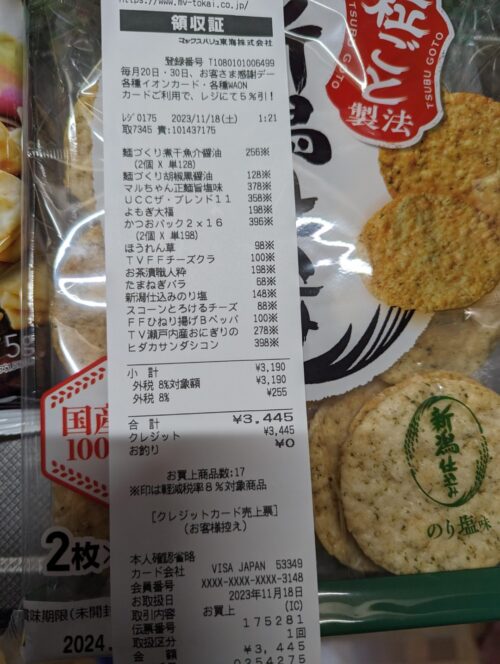 https://www.mv-tokai.co.jp/
領収証
マックスバリュ東海株式会社
登録番号 T1080101006499
毎月20日・30日、お客さま感謝デー
各種イオンカード・各種WAON
カードご利用で、レジにて5%引!
レジ0175 2023/11/18(土) 1:21
取7345 責:101437175
麺づくり煮干魚介醤油 256※
(2個 X 単128)
麺づくり胡椒黒醤油 128※
マルちゃん正麺旨塩味 378※
UCCザ・ブレンド11 358※
よもぎ大福 198※
かつおパック2x16 396※
(2個 X 単198)
ほうれん草 98※
TVFFチーズクラ 100※
お茶漬職人粋 198※
たまねぎバラ 58※
新潟仕込みのり塩 148※
スコーンとろけるチーズ 88※
FFひねり揚げBペッパ 100※
TV瀬戸内産おにぎりの 278※
ヒダカサンダシコン 398※
小計 ¥3,190
外税 8%対象額 ¥3,190
外税 8% ¥255
合計 ¥3,445
クレジット ¥3,445
お釣り ¥0
お買上商品数:17
※印は軽減税率8%対象商品
[クレジットカード売上票]
(お客様控え)
本人確認省略
カード会社 VISA JAPAN 53349
会員番号 XXXX-XXXX-XXXX-3148
お取扱日 2023年11月18日
取引内容 お買上 (IC)
伝票番号 175281
取扱区分 1回
金額 ¥3,445
製法
TSUBU GOTO
TSUBU GOTO
新潟仕込み
のり塩味
国産
100
2枚×
賞味期限(未開封
2024.